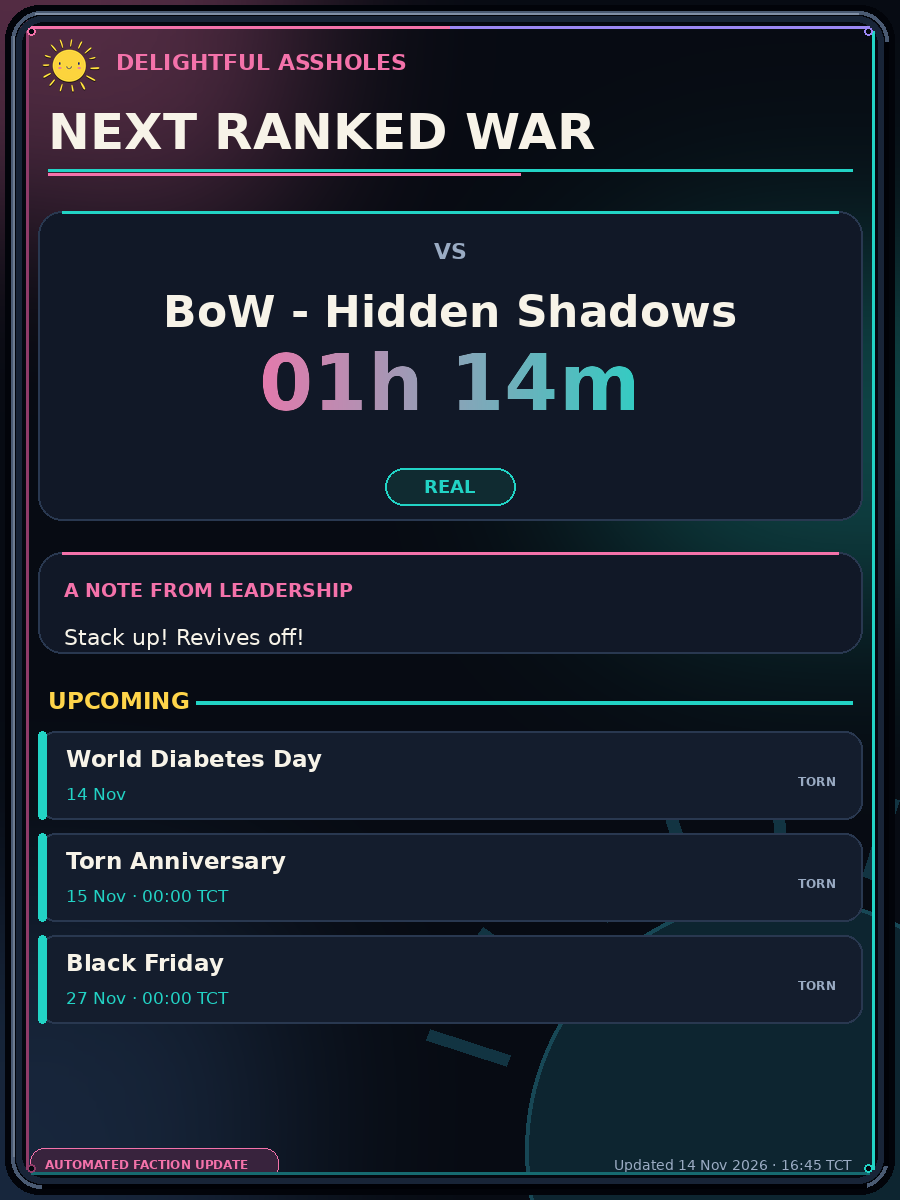 DELIGHTFUL ASSHOLES
NEXT RANKED WAR
VS
BoW - Hidden Shadows
01h 14m
REAL
A NOTE FROM LEADERSHIP
Stack up! Revives off!
UPCOMING
World Diabetes Day
14 Nov
TORN
Torn Anniversary
15 Nov · 00:00 TCT
TORN
Black Friday
27 Nov · 00:00 TCT
TORN
AUTOMATED FACTION UPDATE
Updated 14 Nov 2026 · 16:45 TCT